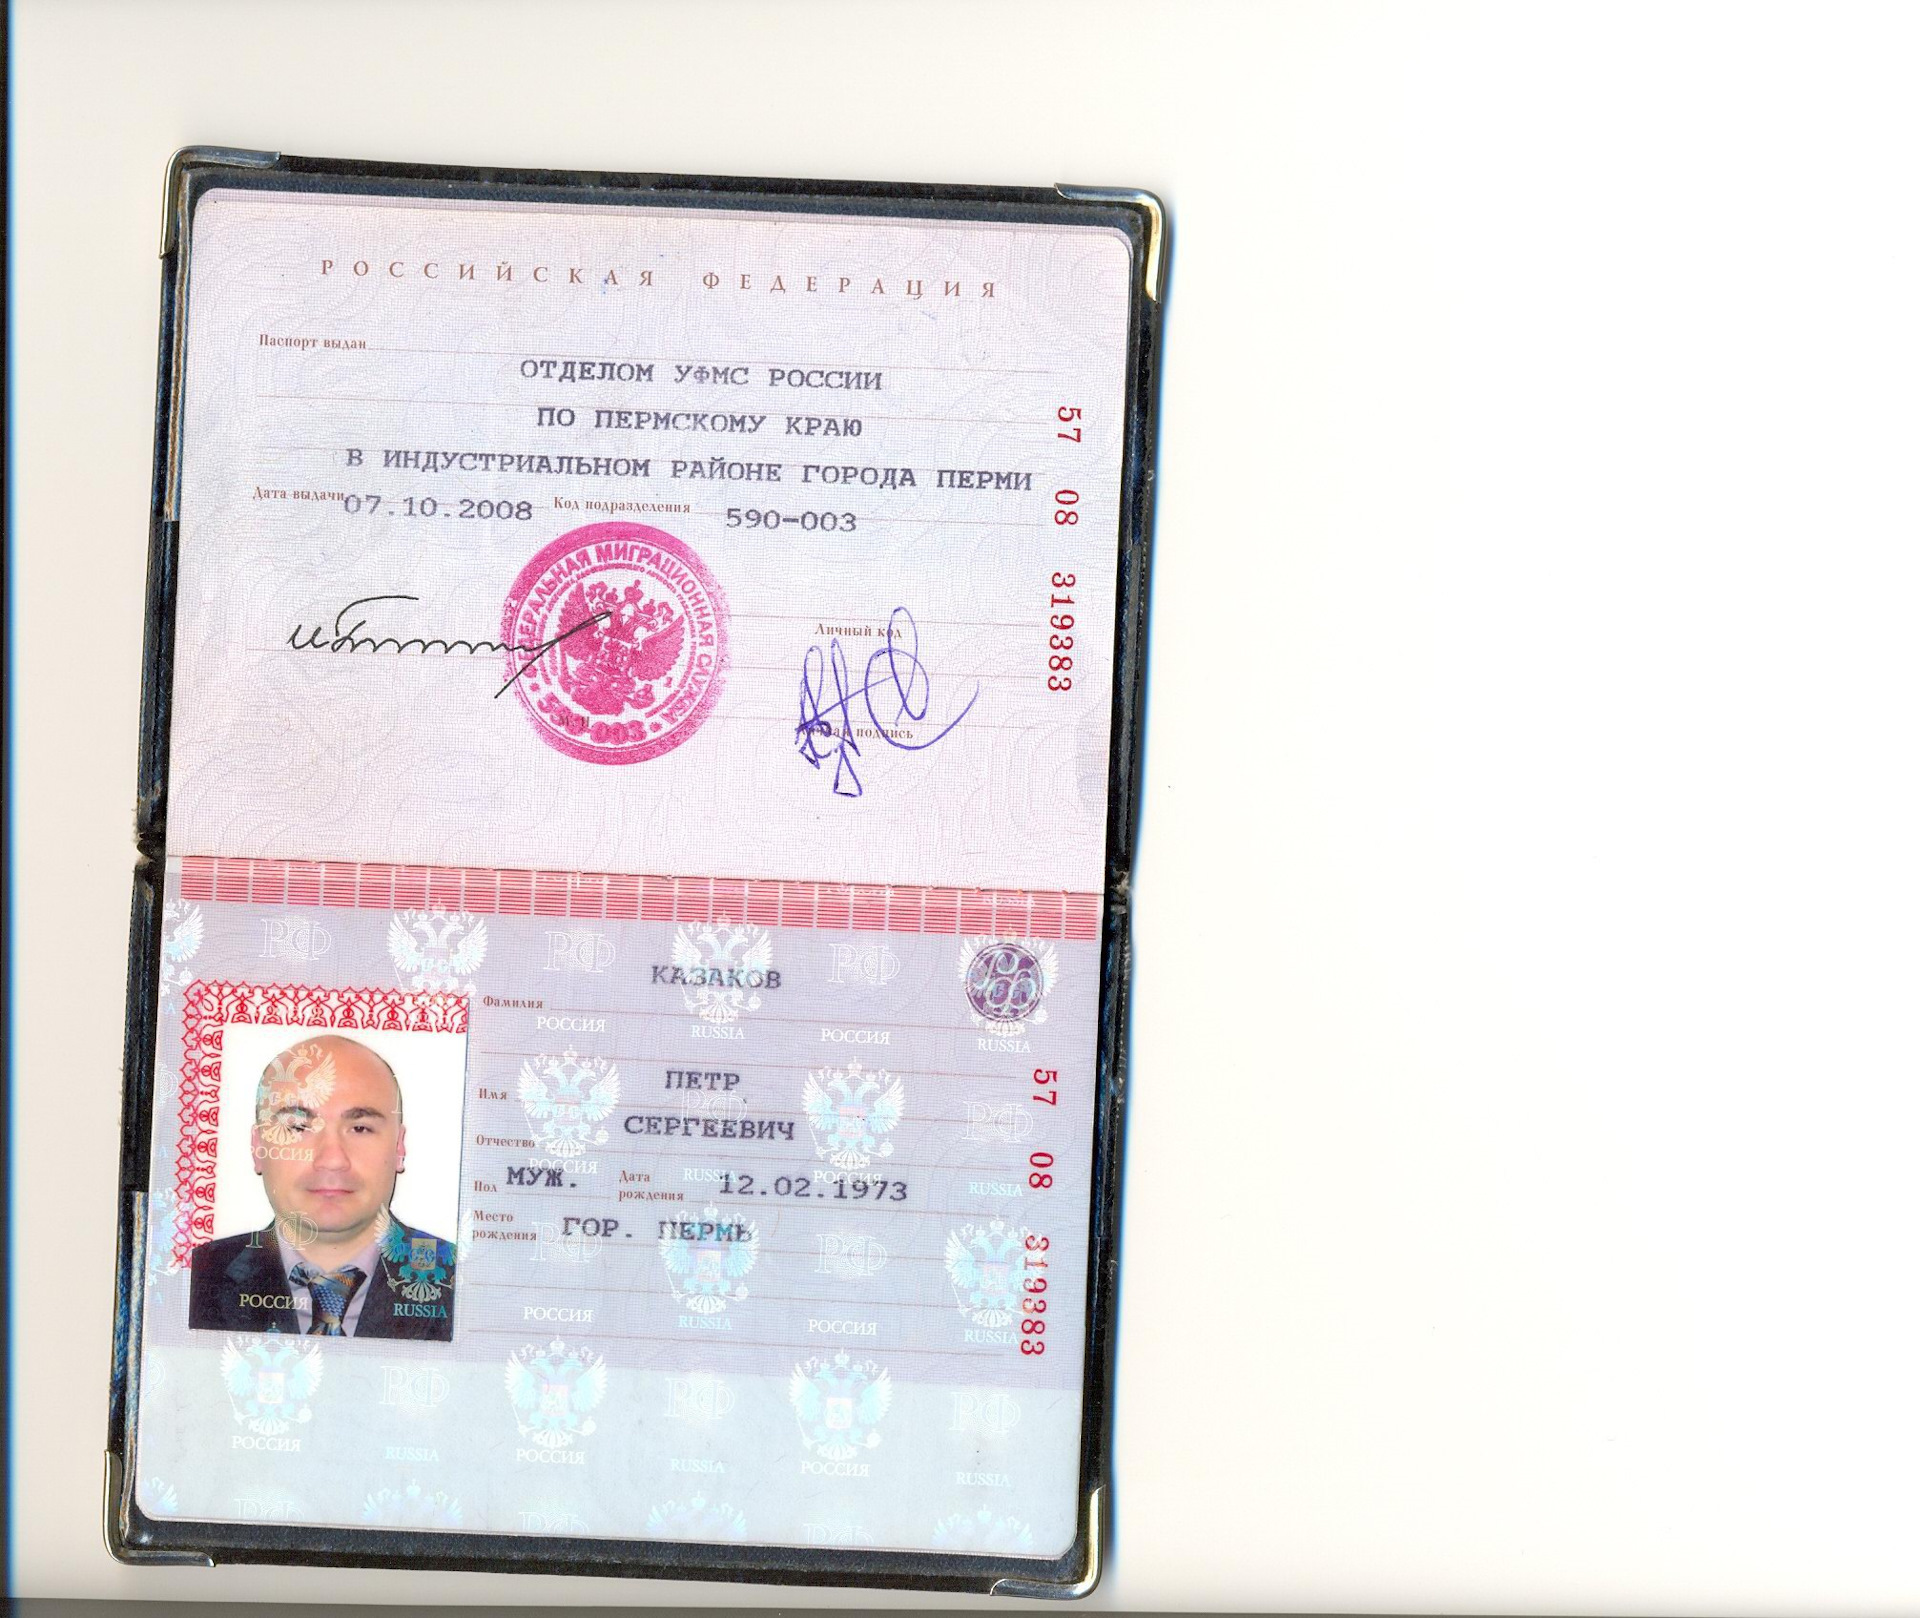 РОССИЙСКАЯ ФЕДЕРАЦИЯ
Паспорт выдан
ОТДЕЛОМ УФМС РОССИИ
ПО ПЕРМСКОМУ КРАЮ
В ИНДУСТРИАЛЬНОМ РАЙОНЕ ГОРОДА ПЕРМИ
Дата выдачи 07.10.2008 Код подразделения 590-003
57 08 319383
ФЕДЕРАЛЬНАЯ МИГРАЦИОННАЯ СЛУЖБА
590-003
М.П.
Личный код
Личная подпись
КАЗАКОВ
Фамилия
ПЕТР
Имя
СЕРГЕЕВИЧ
Отчество
Пол МУЖ. Дата рождения 12.02.1973
Место рождения ГОР. ПЕРМЬ
57 08 319383
РФ
РОССИЯ
RUSSIA